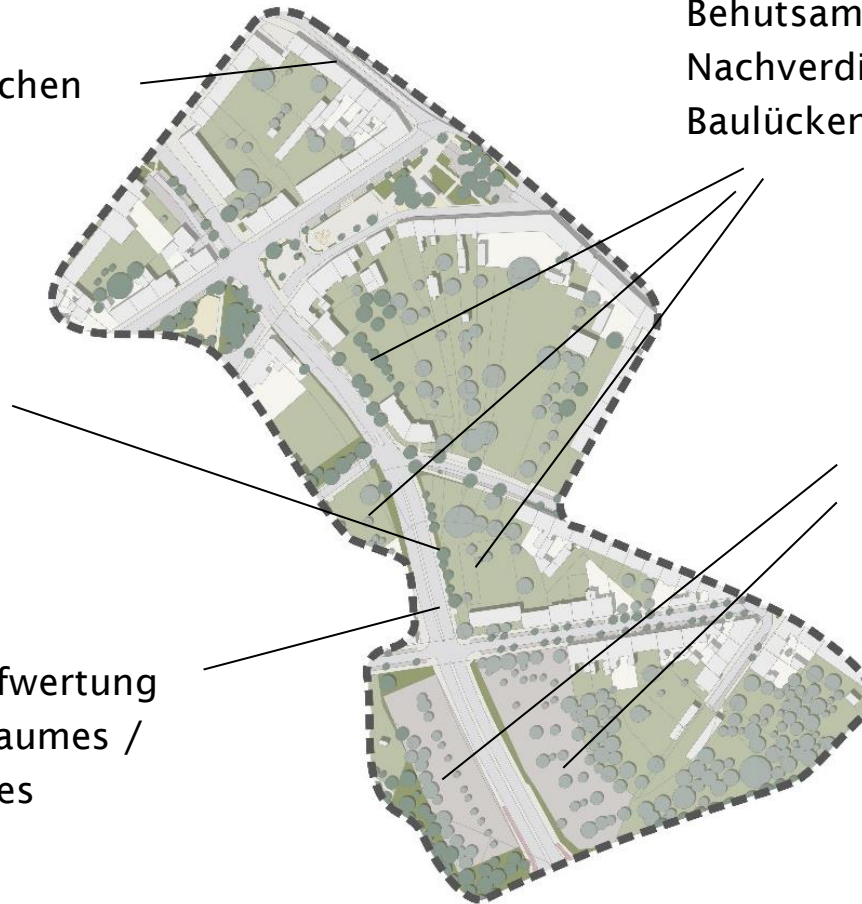 chen
Behutsam
Nachverdi
Baulücken
fwertung
aumes /
es